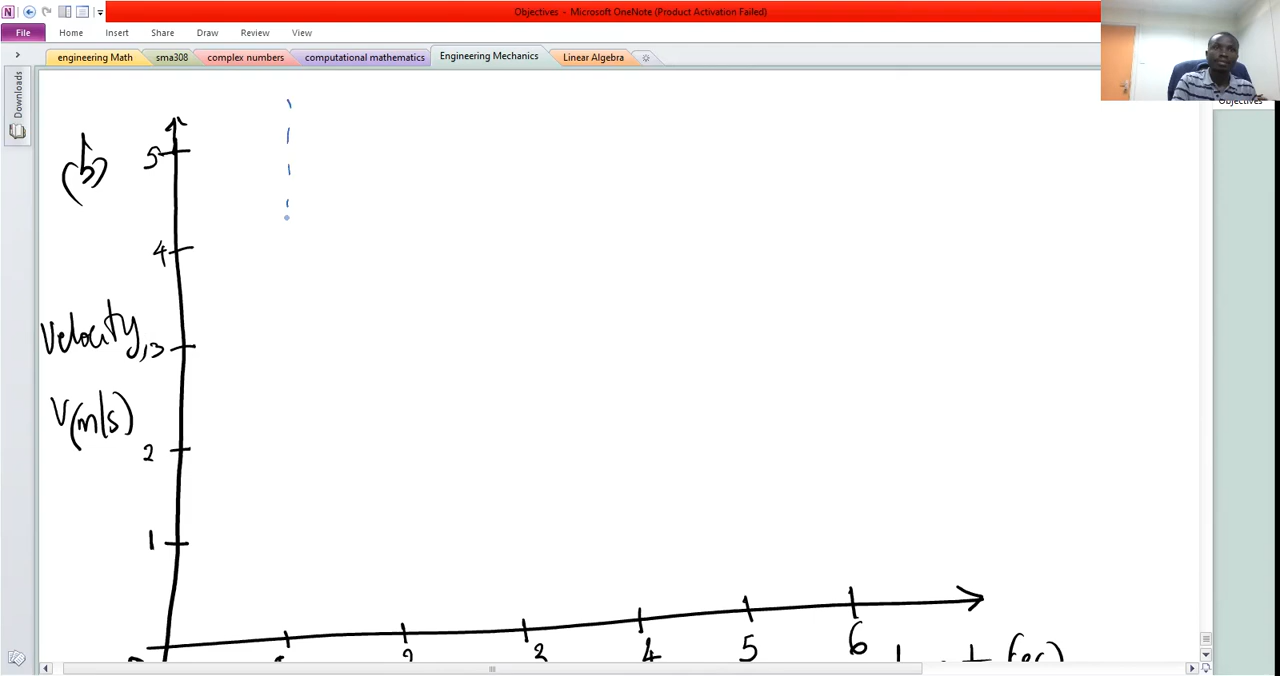 Objectives - Microsoft OneNote (Product Activation Failed)
File Home Insert Share Draw Review View
engineering Math sma308 complex numbers computational mathematics Engineering Mechanics Linear Algebra
Downloads
Objectives
(b)
5
4
Velocity, 3
V(m/s)
2
1
2 3 4 5 6